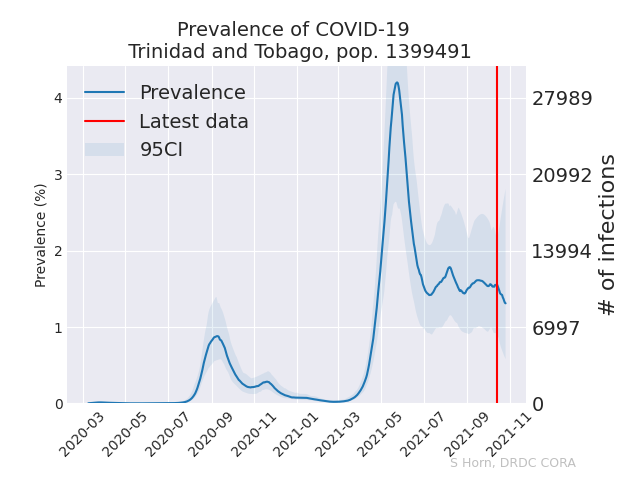 Prevalence of COVID-19
Trinidad and Tobago, pop. 1399491
Prevalence
Latest data
95CI
Prevalence (%)
4
3
2
1
0
27989
20992
13994
6997
0
# of infections
2020-03
2020-05
2020-07
2020-09
2020-11
2021-01
2021-03
2021-05
2021-07
2021-09
2021-11
S Horn, DRDC CORA